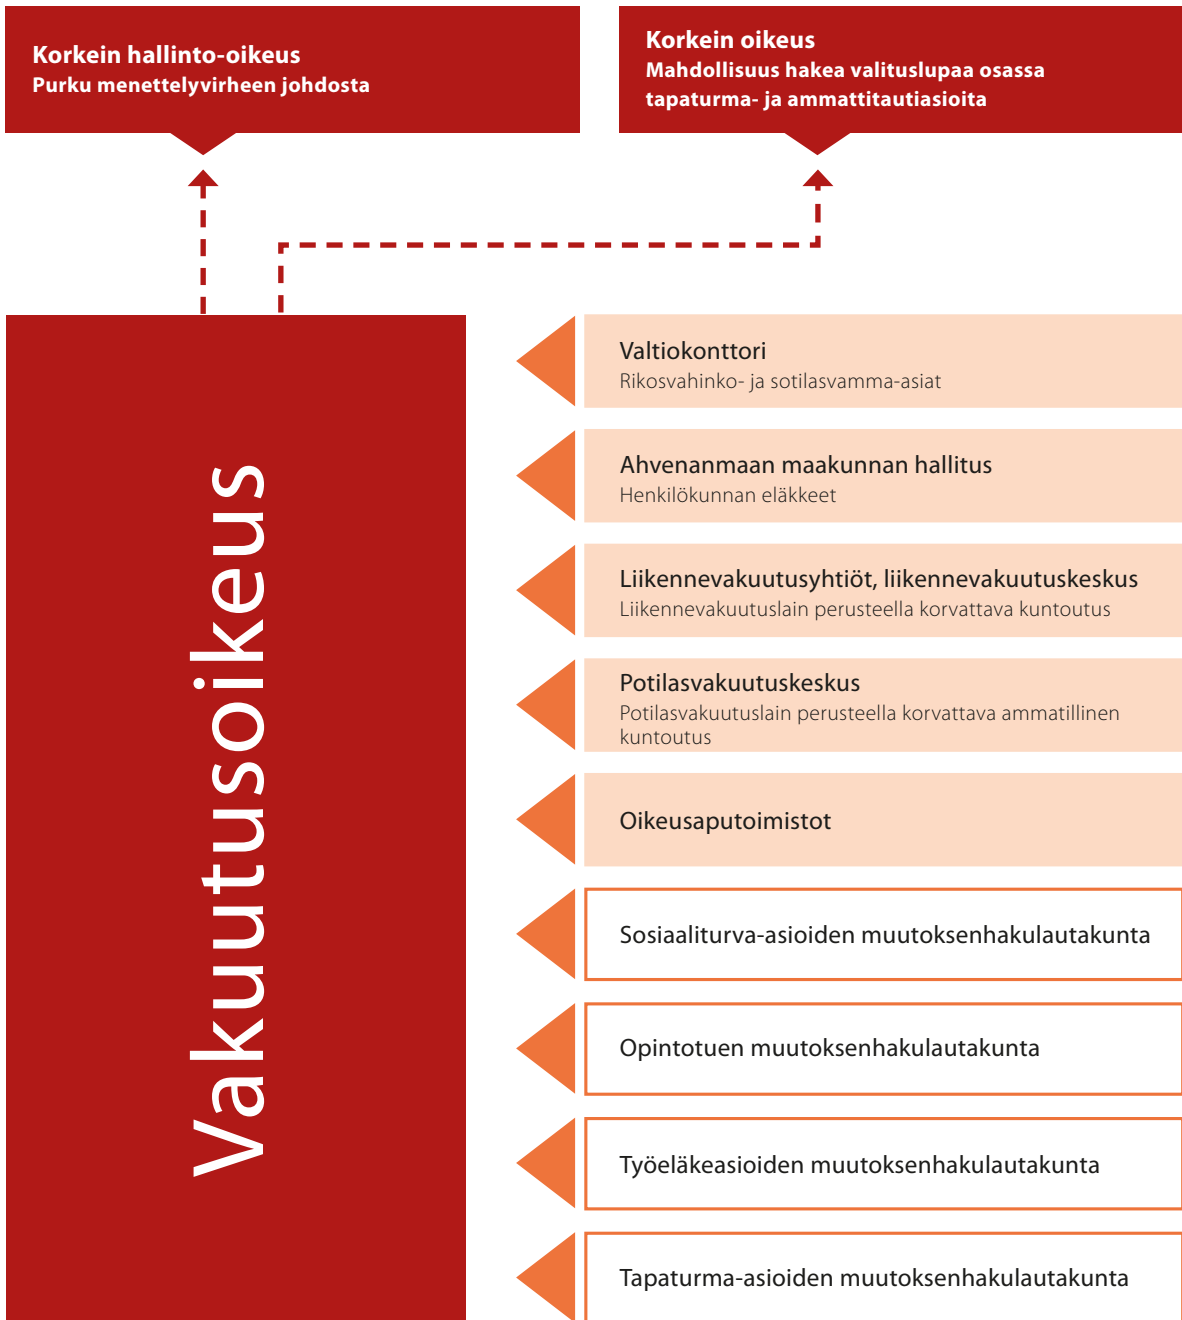 Korkein hallinto-oikeus
Purku menettelyvirheen johdosta
Korkein oikeus
Mahdollisuus hakea valituslupaa osassa
tapaturma- ja ammattitautiasioita
Vakuutusoikeus
Valtiokonttori
Rikosvahinko- ja sotilasvamma-asiat
Ahvenanmaan maakunnan hallitus
Henkilökunnan eläkkeet
Liikennevakuutusyhtiöt, liikennevakuutuskeskus
Liikennevakuutuslain perusteella korvattava kuntoutus
Potilasvakuutuskeskus
Potilasvakuutuslain perusteella korvattava ammatillinen
kuntoutus
Oikeusaputoimistot
Sosiaaliturva-asioiden muutoksenhakulautakunta
Opintotuen muutoksenhakulautakunta
Työeläkeasioiden muutoksenhakulautakunta
Tapaturma-asioiden muutoksenhakulautakunta